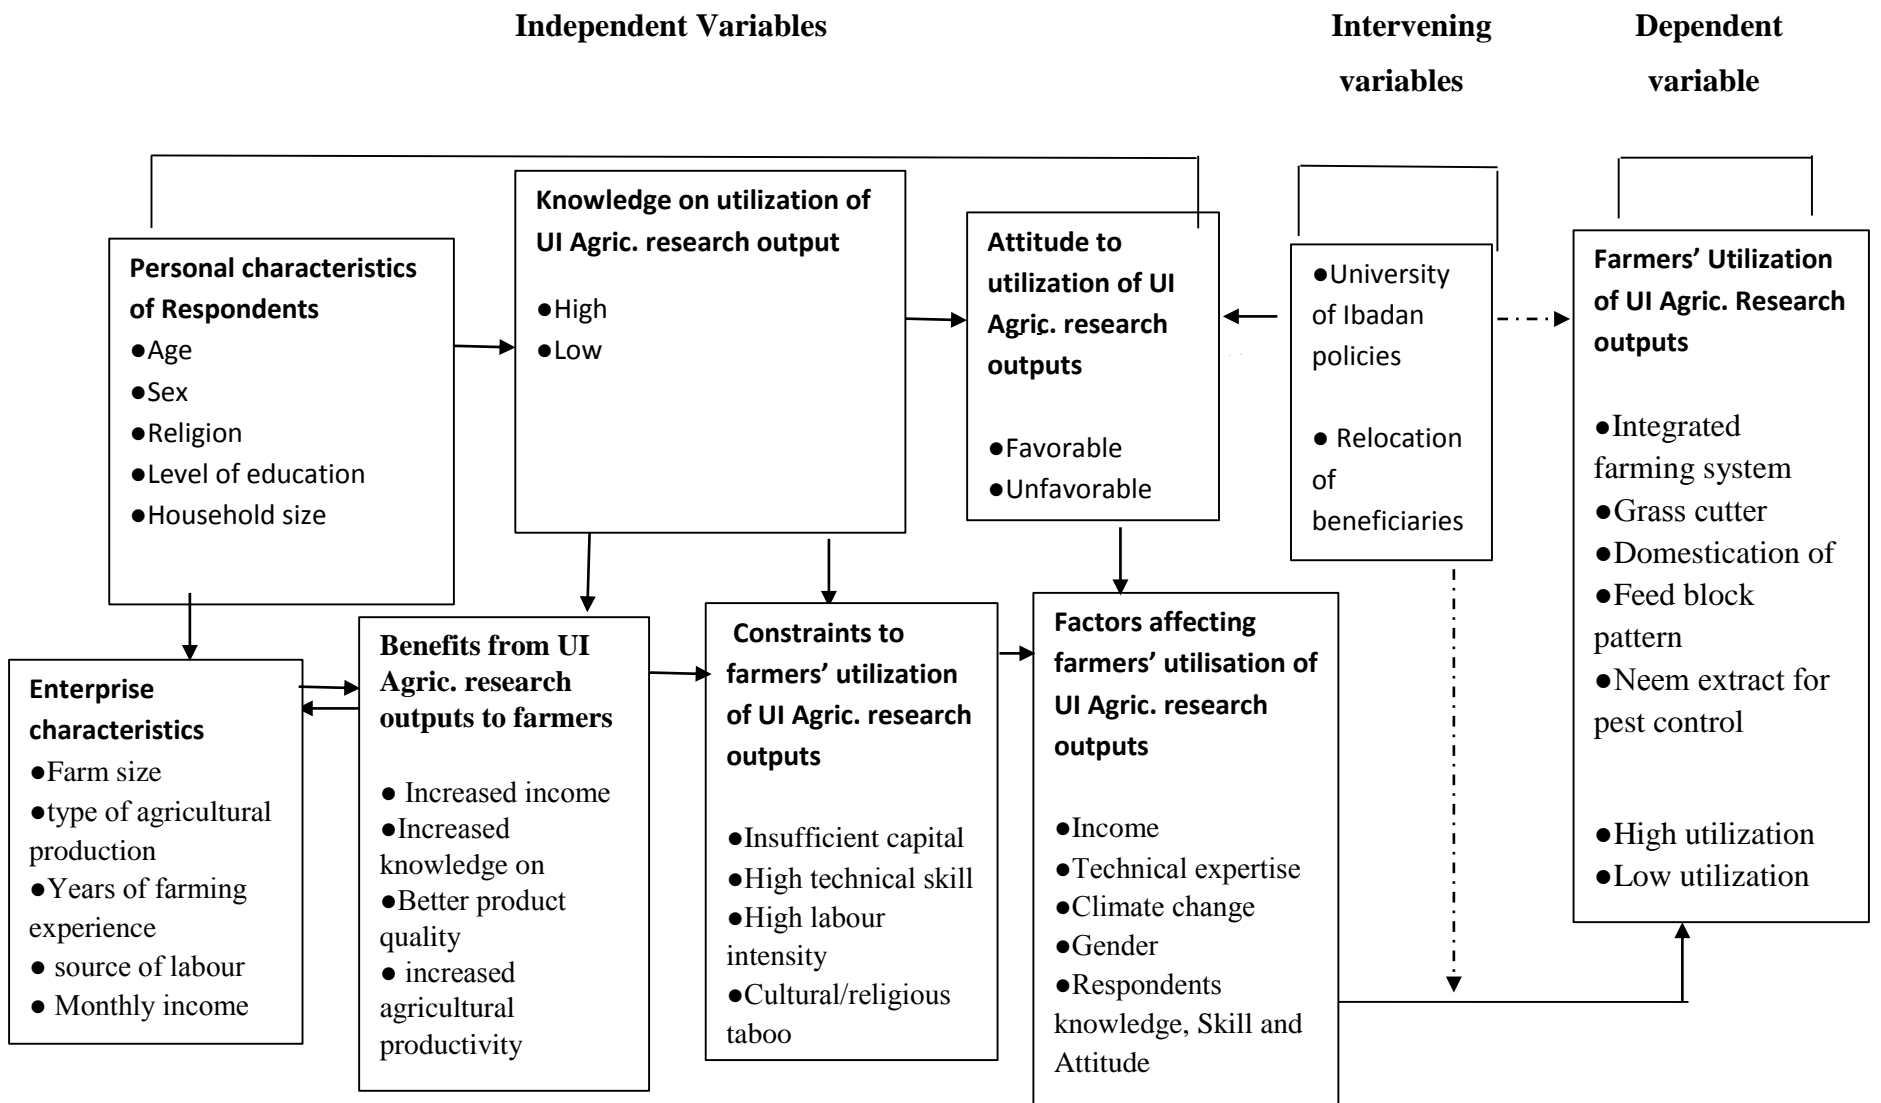 Independent Variables
Intervening
variables
Dependent
variable
Personal characteristics
of Respondents
●Age
●Sex
●Religion
●Level of education
●Household size
Knowledge on utilization of
UI Agric. research output
●High
●Low
Attitude to
utilization of UI
Agric. research
outputs
●Favorable
●Unfavorable
●University
of Ibadan
policies
● Relocation
of
beneficiaries
Farmers’ Utilization
of UI Agric. Research
outputs
●Integrated
farming system
●Grass cutter
●Domestication of
●Feed block
pattern
●Neem extract for
pest control
●High utilization
●Low utilization
Enterprise
characteristics
●Farm size
●type of agricultural
production
●Years of farming
experience
● source of labour
● Monthly income
Benefits from UI
Agric. research
outputs to farmers
● Increased income
●Increased
knowledge on
●Better product
quality
● increased
agricultural
productivity
Constraints to
farmers’ utilization
of UI Agric. research
outputs
●Insufficient capital
●High technical skill
●High labour
intensity
●Cultural/religious
taboo
Factors affecting
farmers’ utilisation of
UI Agric. research
outputs
●Income
●Technical expertise
●Climate change
●Gender
●Respondents
knowledge, Skill and
Attitude